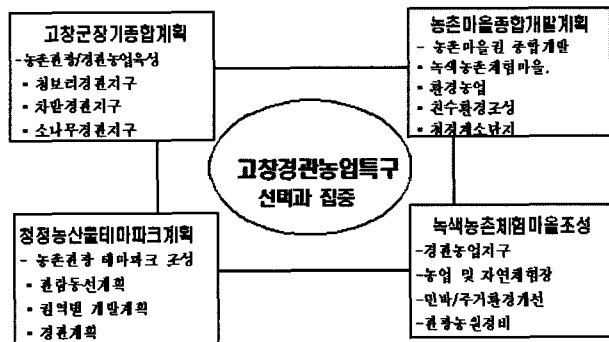 고창군장기종합계획
-농촌관광/경관농업육성
▪ 청보리경관지구
▪ 차밭경관지구
▪ 소나무경관지구
농촌마을종합개발계획
- 농촌마을권 종합개발
▪ 녹색농촌체험마을.
▪ 환경농업
▪ 친수환경조성
▪ 청정채소단지
고창경관농업특구
선택과 집중
청정농산물테마파크계획
- 농촌관광 테마파크 조성
▪ 관람동선계획
▪ 권역별 개발계획
▪ 경관계획
녹색농촌체험마을조성
-경관농업지구
-농업 및 자연체험장
-민박/주거환경개선
-관광농원정비